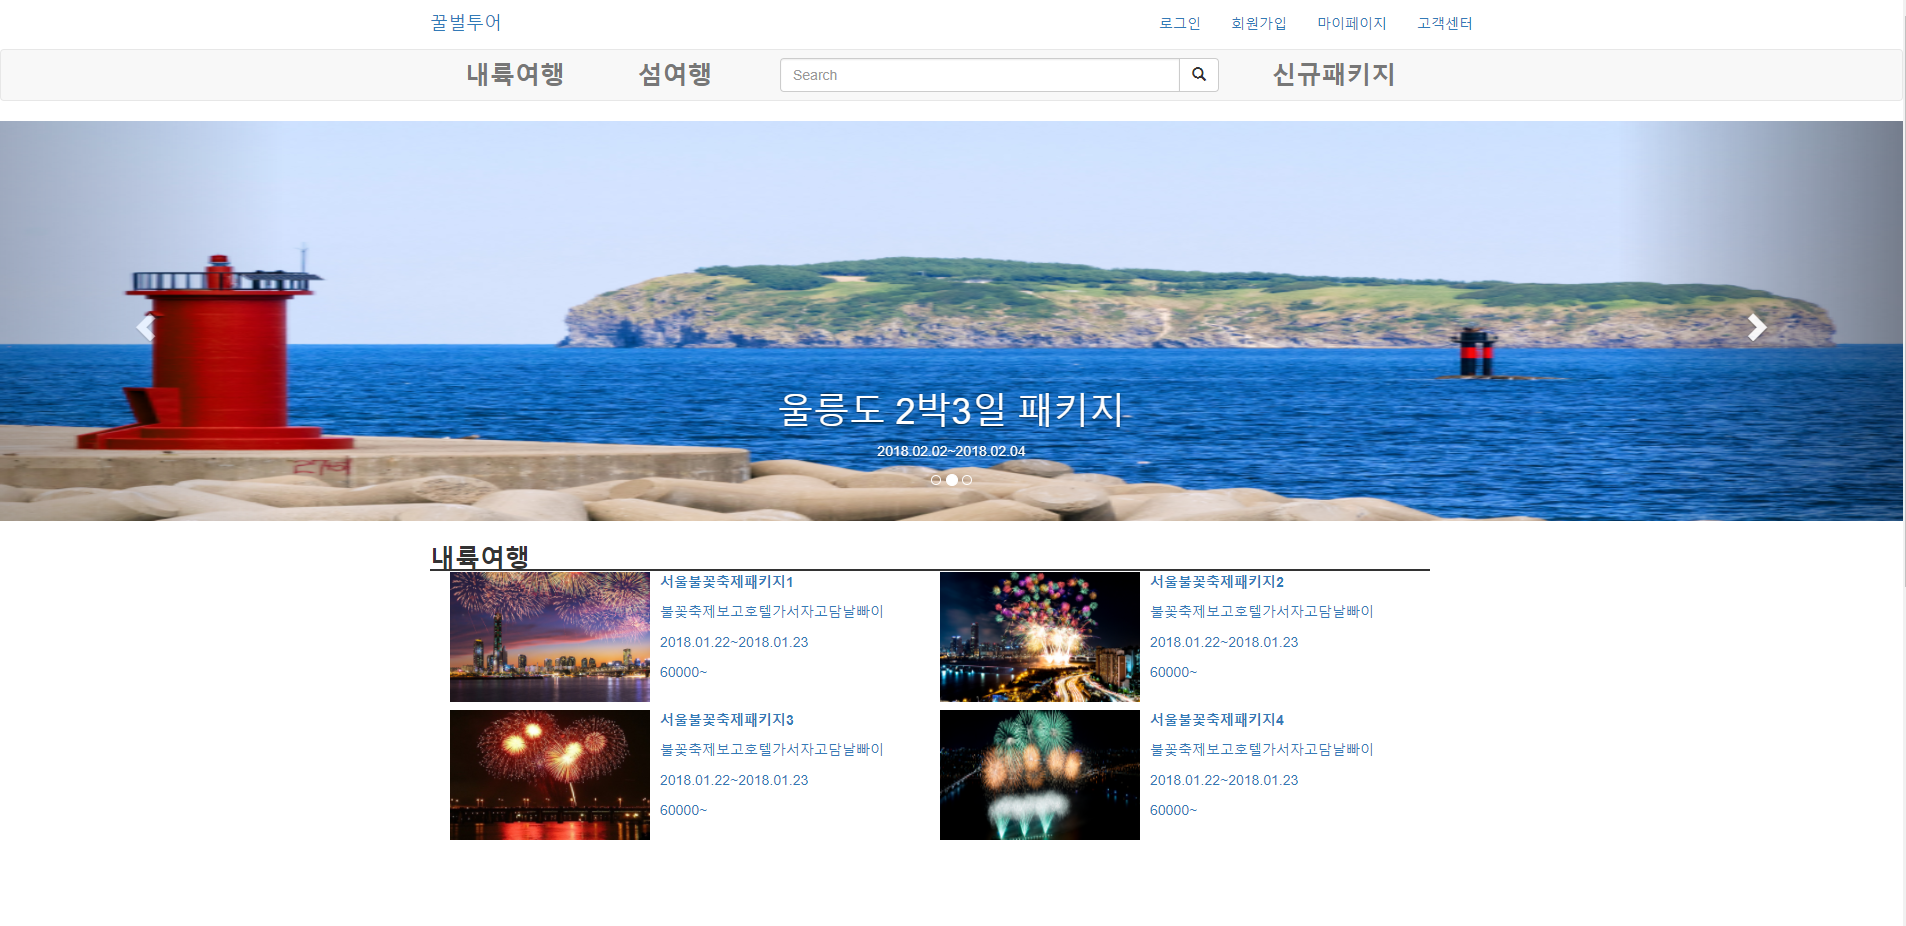 꿀벌투어
로그인 회원가입 마이페이지 고객센터
내륙여행 섬여행 Search 신규패키지
울릉도 2박3일 패키지
2018.02.02~2018.02.04
내륙여행
서울불꽃축제패키지1
불꽃축제보고호텔가서자고담날빠이
2018.01.22~2018.01.23
60000~
서울불꽃축제패키지2
불꽃축제보고호텔가서자고담날빠이
2018.01.22~2018.01.23
60000~
서울불꽃축제패키지3
불꽃축제보고호텔가서자고담날빠이
2018.01.22~2018.01.23
60000~
서울불꽃축제패키지4
불꽃축제보고호텔가서자고담날빠이
2018.01.22~2018.01.23
60000~